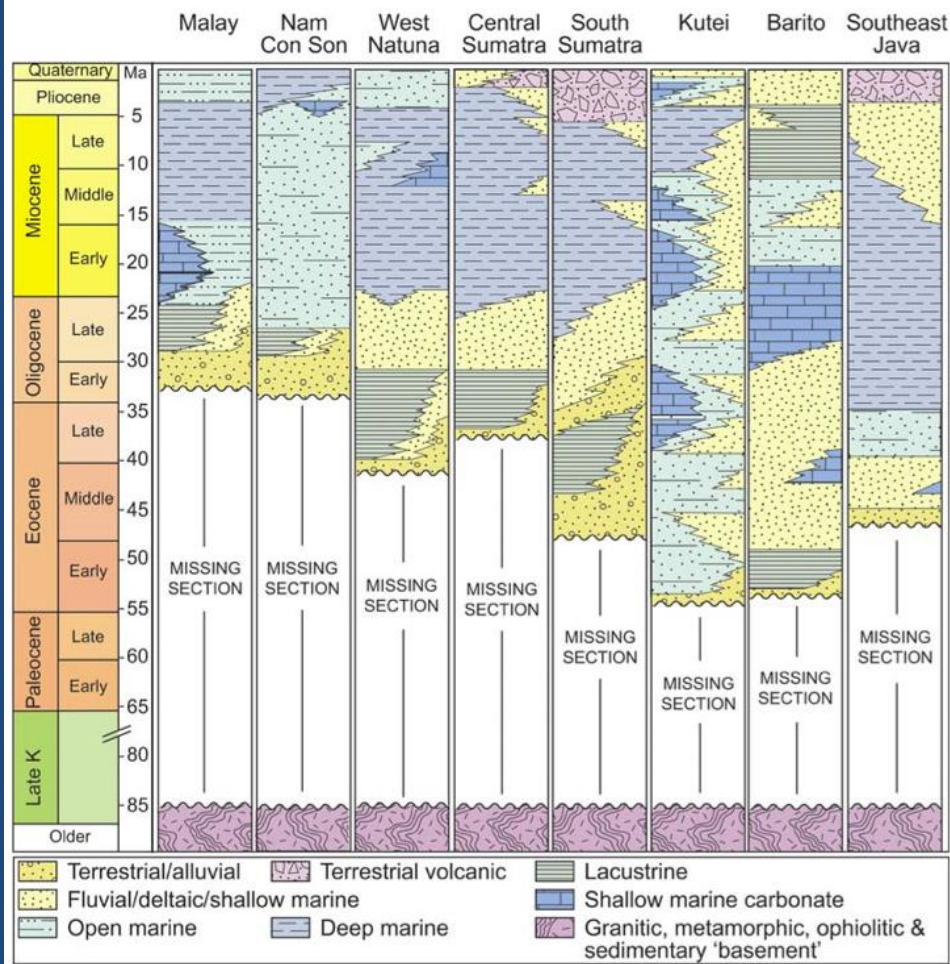 Malay
Nam Con Son
West Natuna
Central Sumatra
South Sumatra
Kutei
Barito
Southeast Java
Quaternary
Ma
Pliocene
5
Miocene
Late
10
Middle
15
Early
20
25
Oligocene
Late
30
Early
35
Eocene
Late
40
Middle
45
50
Early
55
Paleocene
Late
60
Early
65
Late K
80
85
Older
MISSING SECTION
MISSING SECTION
MISSING SECTION
MISSING SECTION
MISSING SECTION
MISSING SECTION
MISSING SECTION
MISSING SECTION
Terrestrial/alluvial
Terrestrial volcanic
Lacustrine
Fluvial/deltaic/shallow marine
Shallow marine carbonate
Open marine
Deep marine
Granitic, metamorphic, ophiolitic &
sedimentary 'basement'